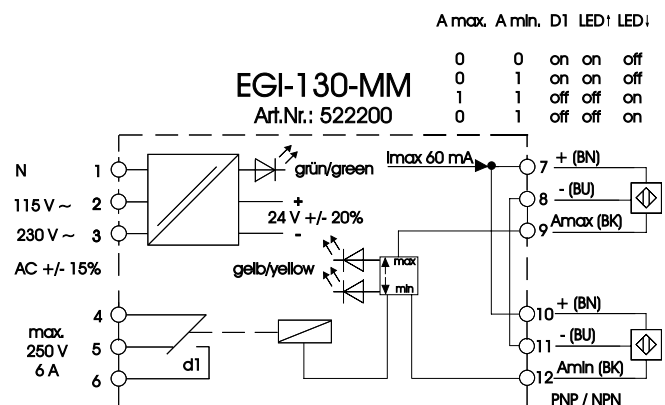 A max. A min. D1 LED↑ LED↓
0 0 on on off
0 1 on on off
1 1 off off on
0 1 off off on
EGI-130-MM
Art.Nr.: 522200
N 1
115 V ~ 2
230 V ~ 3
AC +/- 15%
grün/green
+
24 V +/- 20%
-
Imax 60 mA
7 + (BN)
8 - (BU)
9 Amax (BK)
gelb/yellow
max
min
4
max. 5
250 V
6 A 6
d1
10 + (BN)
11 - (BU)
12 Amin (BK)
PNP / NPN